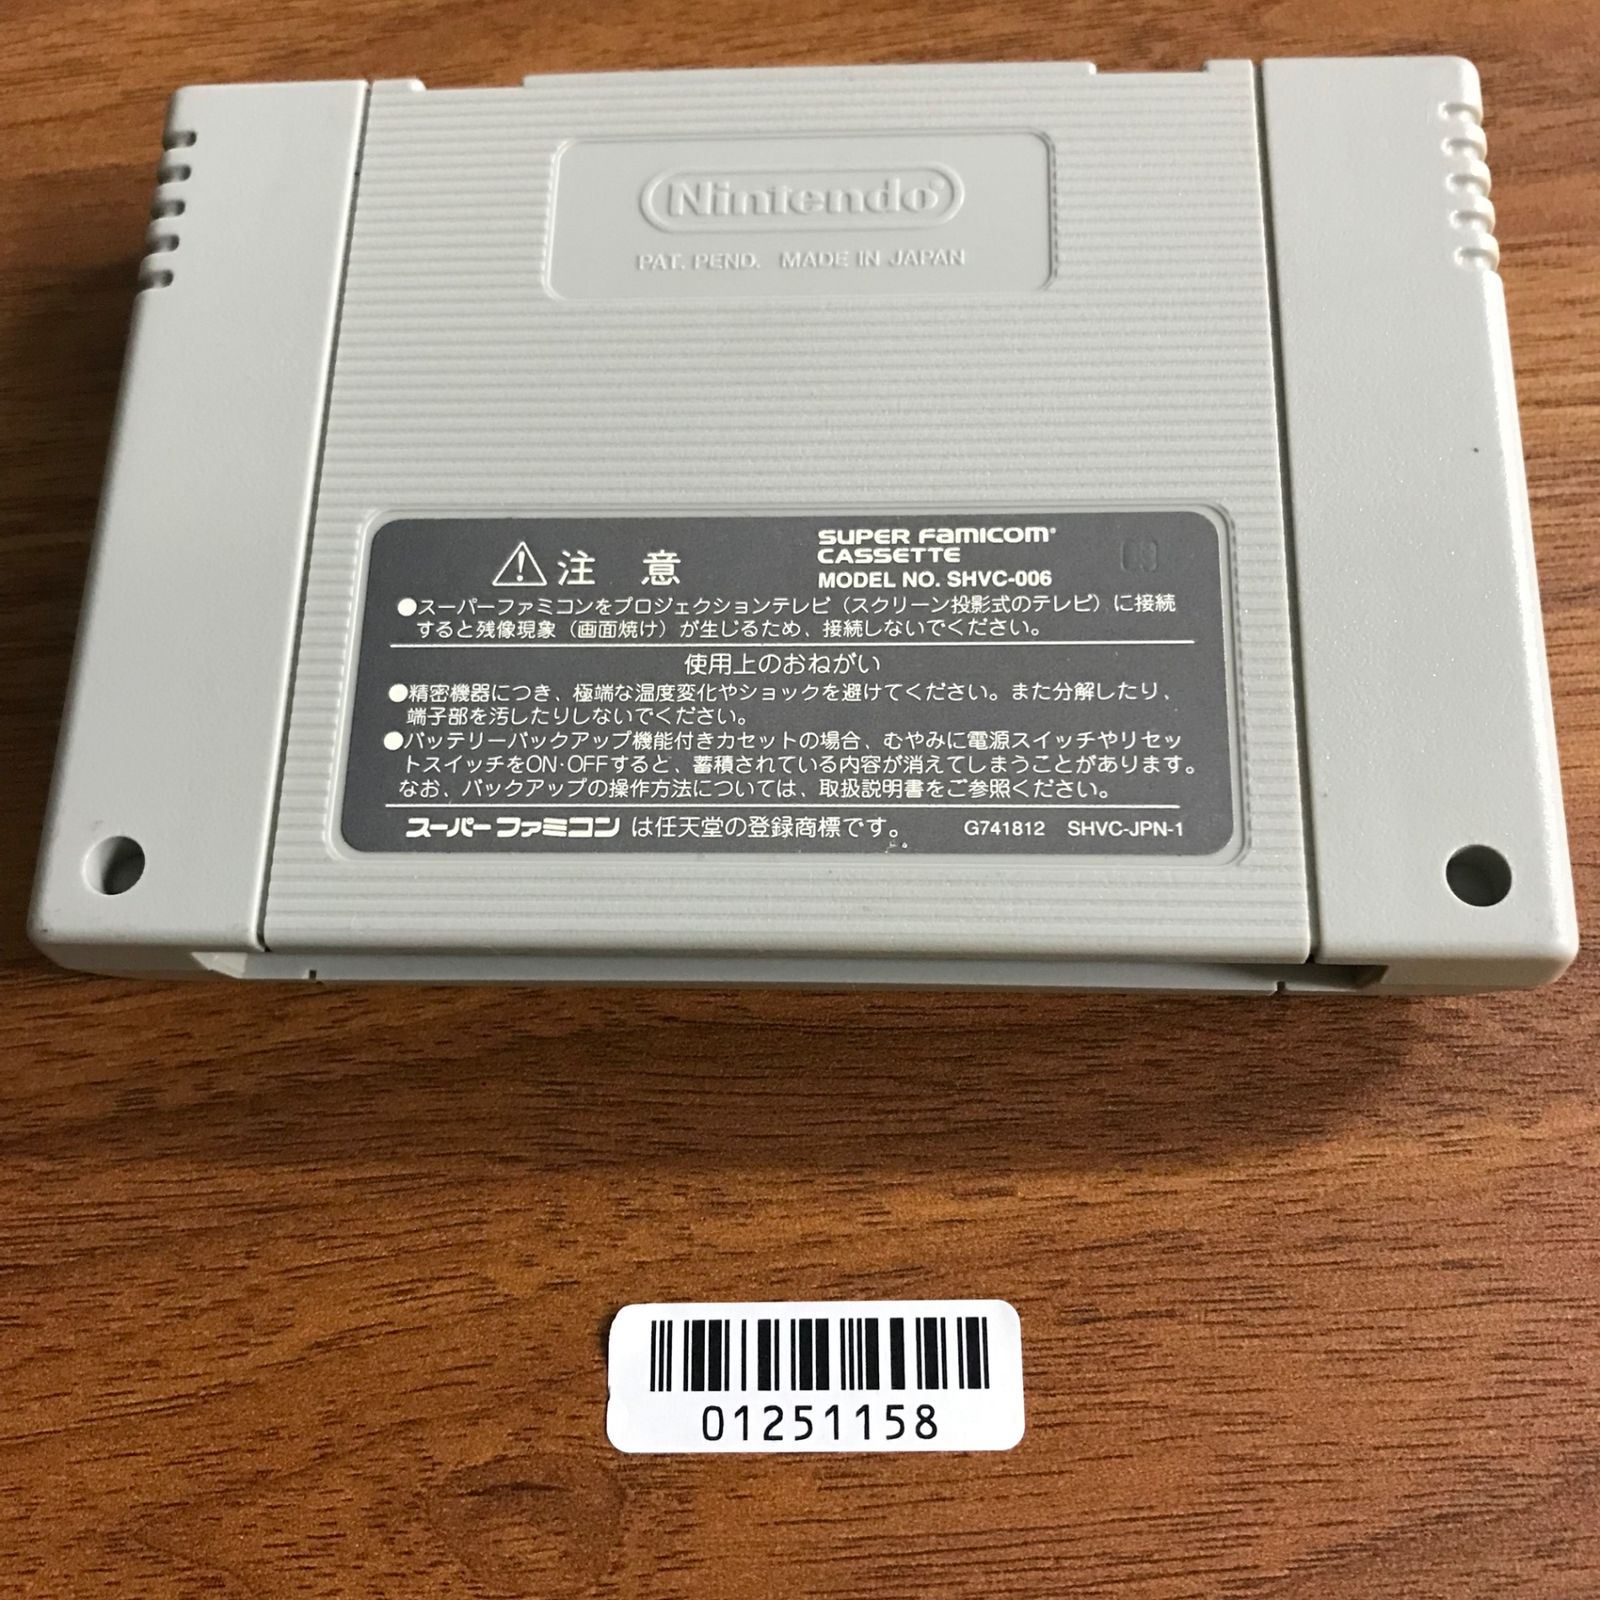 Nintendo®
PAT. PEND. MADE IN JAPAN
注 意
SUPER Famicom®
CASSETTE
MODEL NO. SHVC-006
●スーパーファミコンをプロジェクションテレビ（スクリーン投影式のテレビ）に接続
すると残像現象（画面焼け）が生じるため、接続しないでください。
使用上のおねがい
●精密機器につき、極端な温度変化やショックを避けてください。また分解したり、
端子部を汚したりしないでください。
●バッテリーバックアップ機能付きカセットの場合、むやみに電源スイッチやリセッ
トスイッチをON・OFFすると、蓄積されている内容が消えてしまうことがあります。
なお、バックアップの操作方法については、取扱説明書をご参照ください。
スーパーファミコン は任天堂の登録商標です。 G741812 SHVC-JPN-1
01251158